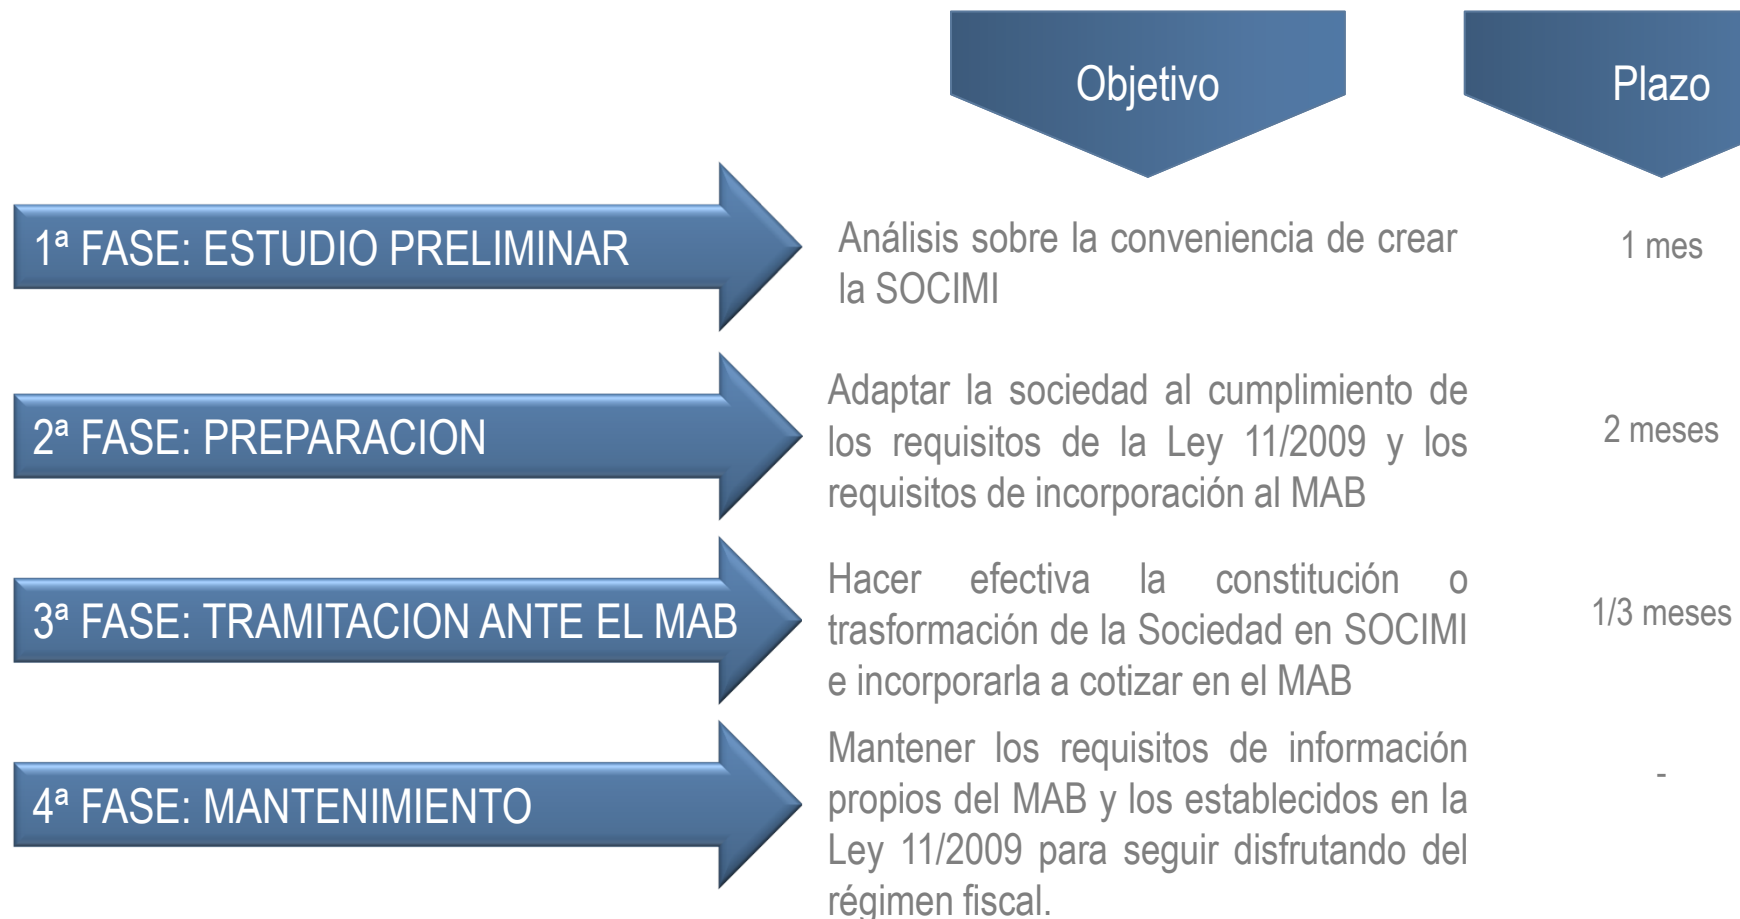 Objetivo
Plazo
1ª FASE: ESTUDIO PRELIMINAR
Análisis sobre la conveniencia de crear
la SOCIMI
1 mes
2ª FASE: PREPARACION
Adaptar la sociedad al cumplimiento de
los requisitos de la Ley 11/2009 y los
requisitos de incorporación al MAB
2 meses
3ª FASE: TRAMITACION ANTE EL MAB
Hacer efectiva la constitución o
trasformación de la Sociedad en SOCIMI
e incorporarla a cotizar en el MAB
1/3 meses
4ª FASE: MANTENIMIENTO
Mantener los requisitos de información
propios del MAB y los establecidos en la
Ley 11/2009 para seguir disfrutando del
régimen fiscal.
-